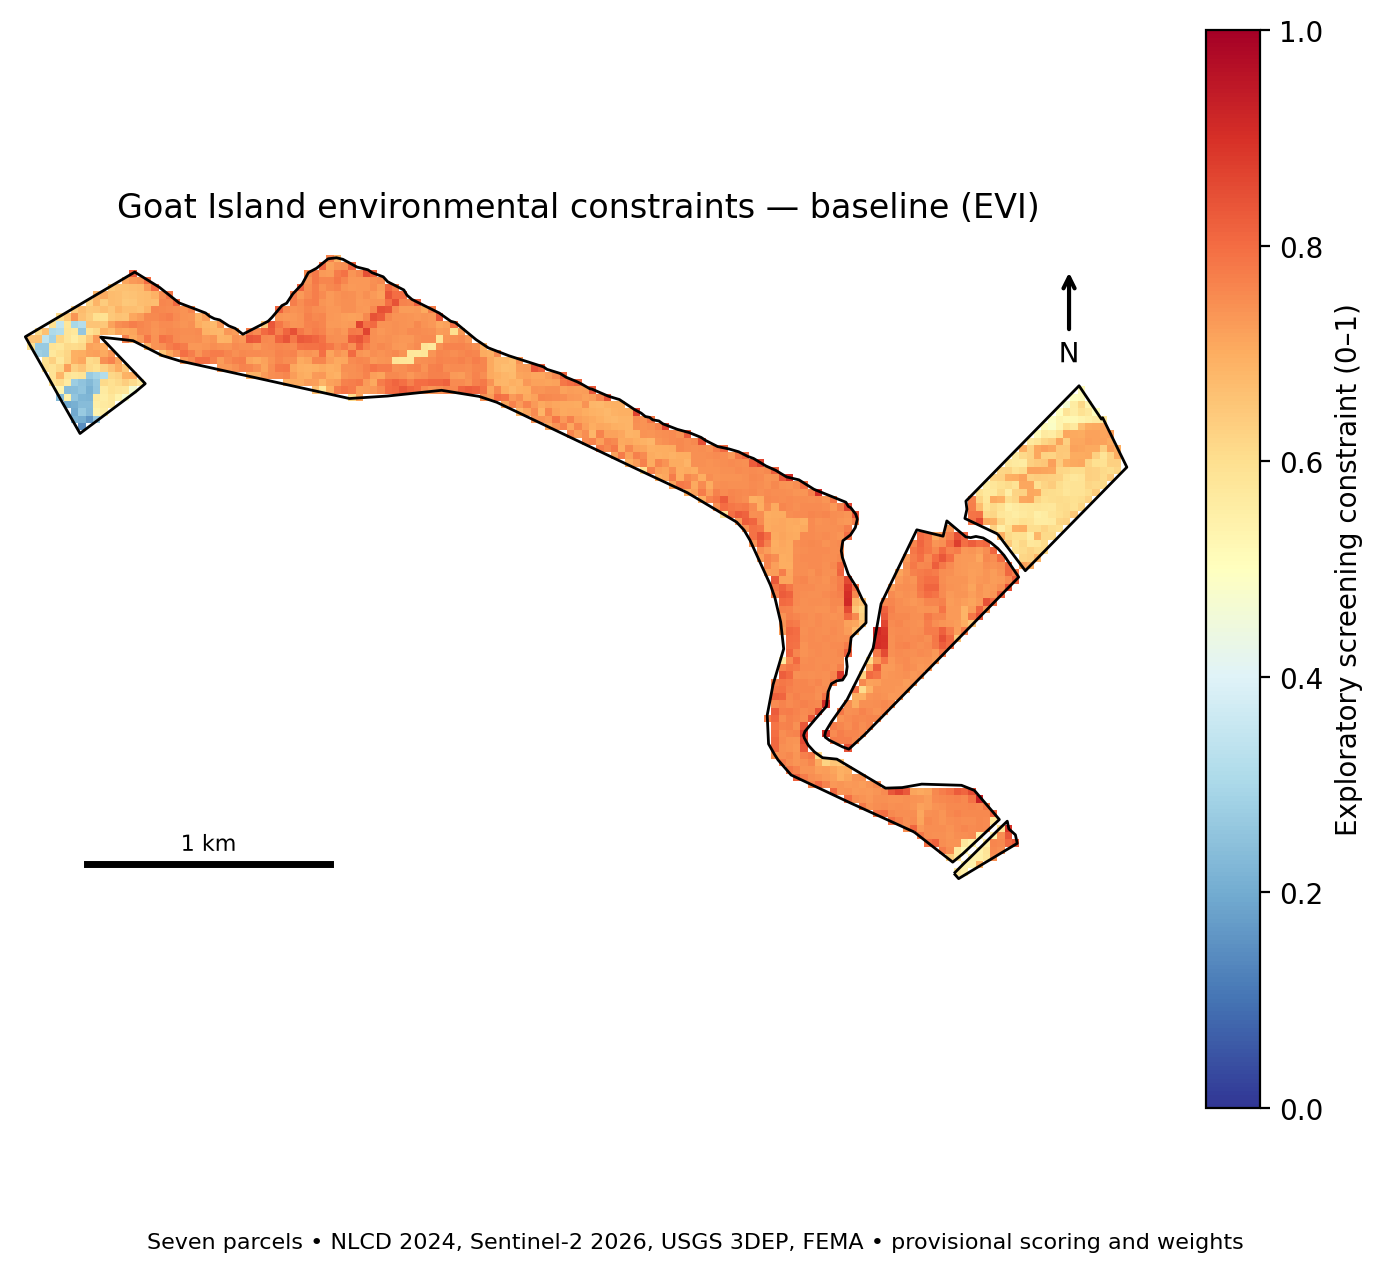 Goat Island environmental constraints — baseline (EVI)
N
1 km
1.0
0.8
0.6
0.4
0.2
0.0
Exploratory screening constraint (0–1)
Seven parcels • NLCD 2024, Sentinel-2 2026, USGS 3DEP, FEMA • provisional scoring and weights